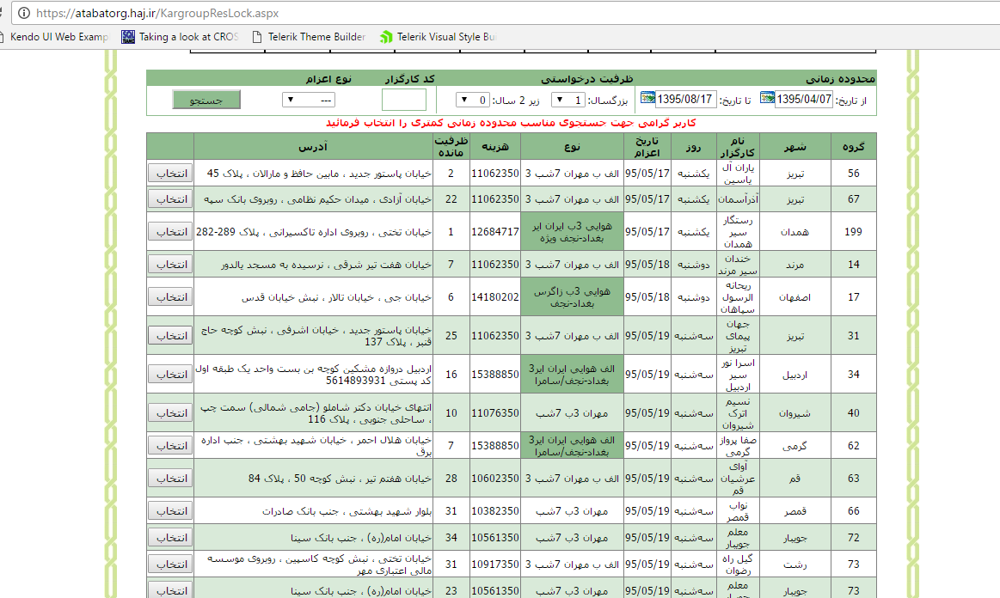 https://atabatorg.haj.ir/KargroupResLock.aspx
Kendo UI Web Examp
Taking a look at CROS
Telerik Theme Builder
Telerik Visual Style Bui
محدوده زمانی ظرفیت درخواستی کد کارگزار نوع اعزام
از تاریخ: 1395/04/07 تا تاریخ: 1395/08/17 بزرگسال: 1 زیر 2 سال: 0 --- جستجو
کاربر گرامی جهت جستجوی مناسب محدوده زمانی کمتری را انتخاب فرمائید
گروه شهر نام کارگزار روز تاریخ اعزام نوع هزینه ظرفیت مانده آدرس
56 تبریز یاران آل یاسین یکشنبه 95/05/17 الف ب مهران 7شب 3 11062350 2 خیابان پاستور جدید ، مابین حافظ و مارالان ، پلاک 45 انتخاب
67 تبریز آذرآسمان یکشنبه 95/05/17 الف ب مهران 7شب 3 11062350 22 خیابان آزادی ، میدان حکیم نظامی ، روبروی بانک سپه انتخاب
199 همدان رستگار سیر همدان یکشنبه 95/05/17 هوایی 3ب ایران ایر بغداد-نجف ویژه 12684717 1 خیابان تختی ، روبروی اداره تاکسیرانی ، پلاک 289-282 انتخاب
14 مرند خندان سیر مرند دوشنبه 95/05/18 الف ب مهران 7شب 3 11062350 7 خیابان هفت تیر شرقی ، نرسیده به مسجد یالدور انتخاب
17 اصفهان ریحانه الرسول سپاهان دوشنبه 95/05/18 هوایی 3ب زاگرس بغداد-نجف 14180202 6 خیابان جی ، خیابان تالار ، نبش خیابان قدس انتخاب
31 تبریز جهان پیمای تبریز سه‌شنبه 95/05/19 الف ب مهران 7شب 3 11062350 25 خیابان پاستور جدید ، خیابان اشرفی ، نبش کوچه حاج قنبر ، پلاک 137 انتخاب
34 اردبیل اسرا نور سیر اردبیل سه‌شنبه 95/05/19 الف هوایی ایران ایر3 بغداد-نجف/سامرا 15388850 16 اردبیل دروازه مشکین کوچه بن بست واحد یک طبقه اول کد پستی 5614893931 انتخاب
40 شیروان نسیم اترک شیروان سه‌شنبه 95/05/19 مهران 3ب 7شب 11076350 10 انتهای خیابان دکتر شاملو (جامی شمالی) سمت چپ ، ساحلی جنوبی ، پلاک 116 انتخاب
62 گرمی صفا پرواز گرمی سه‌شنبه 95/05/19 الف هوایی ایران ایر3 بغداد-نجف/سامرا 15388850 7 خیابان هلال احمر ، خیابان شهید بهشتی ، جنب اداره برق انتخاب
63 قم آوای عرشیان قم سه‌شنبه 95/05/19 الف ب مهران 7شب 3 10602350 28 خیابان هفتم تیر ، نبش کوچه 50 ، پلاک 84 انتخاب
66 قمصر نواب قمصر سه‌شنبه 95/05/19 مهران 3ب 7شب 10382350 31 بلوار شهید بهشتی ، جنب بانک صادرات انتخاب
72 جویبار معلم جویبار سه‌شنبه 95/05/19 مهران 3ب 7شب 10561350 34 خیابان امام(ره) ، جنب بانک سینا انتخاب
73 رشت گیل راه رضوان سه‌شنبه 95/05/19 الف ب مهران 7شب 3 10917350 31 خیابان تختی ، نبش کوچه کاسپین ، روبروی موسسه مالی اعتباری مهر انتخاب
73 جویبار معلم جویبار سه‌شنبه 95/05/19 مهران 3ب 7شب 10561350 23 خیابان امام(ره) ، جنب بانک سینا انتخاب